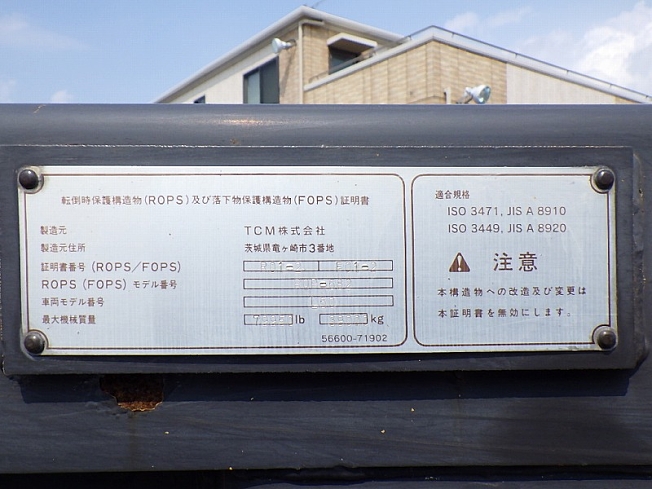 転倒時保護構造物(ROPS)及び落下物保護構造物(FOPS)証明書
製造元 TCM株式会社
製造元住所 茨城県竜ヶ崎市3番地
証明書番号 (ROPS/FOPS)
ROPS (FOPS) モデル番号
車両モデル番号
最大機械質量 lb kg
56600-71902
適合規格
ISO 3471, JIS A 8910
ISO 3449, JIS A 8920
注意
本構造物への改造及び変更は
本証明書を無効にします。